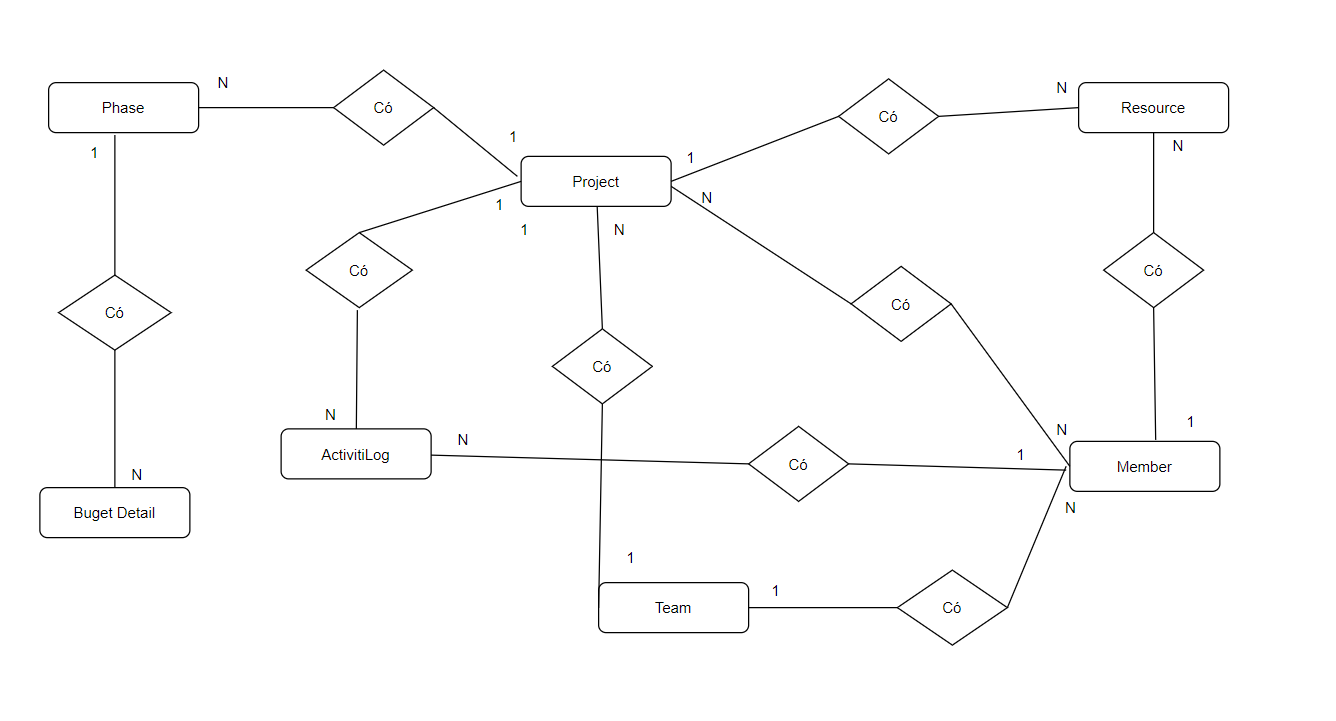 N
Phase
Có
N
Resource
Có
1
1
N
1
1
Project
N
1
1
N
Có
Có
Có
Có
Có
N
N
1
N
1
ActivitiLog
Có
Member
N
Buget Detail
N
1
1
Team
Có